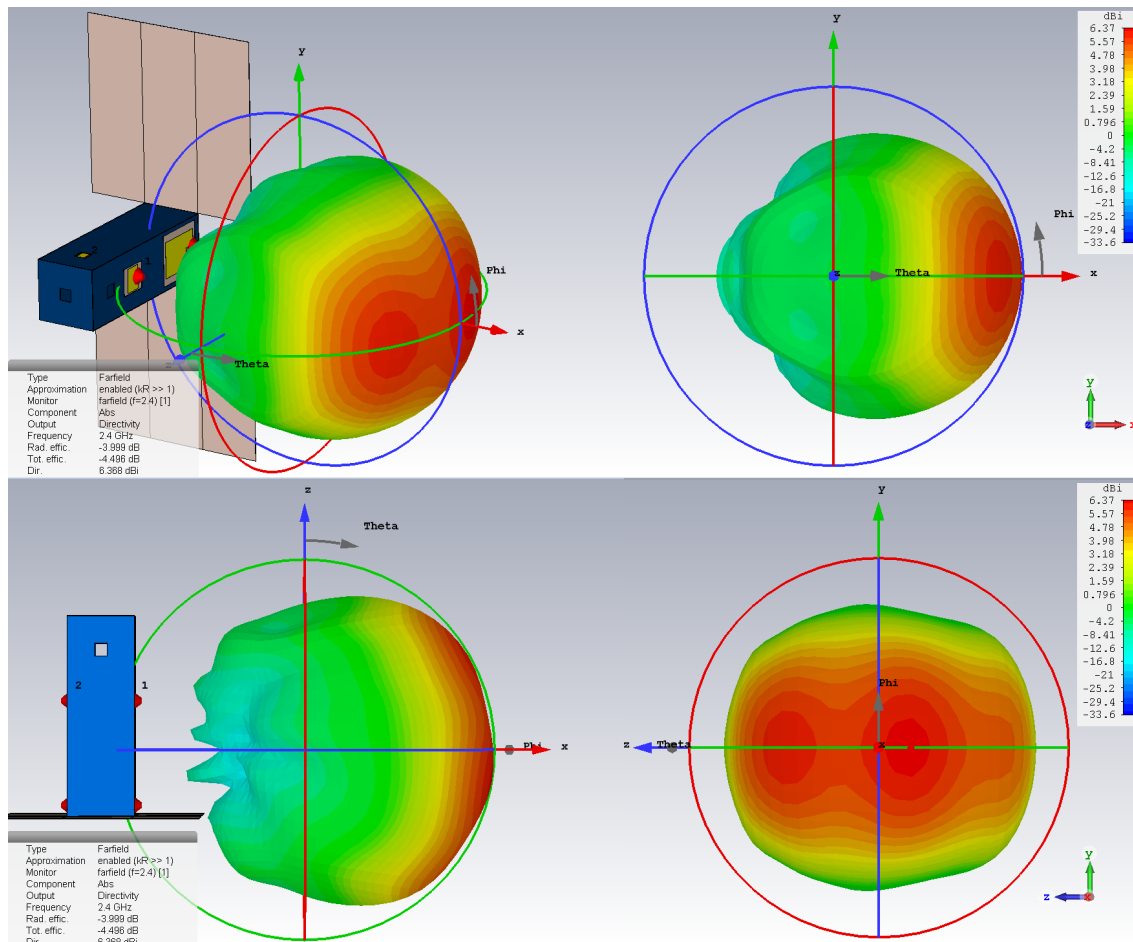 dBi
6.37
5.57
4.78
3.98
3.18
2.39
1.59
0.796
0
-4.2
-8.41
-12.6
-16.8
-21
-25.2
-29.4
-33.6
y
y
2
1
Phi
Phi
x
z
Theta
x
z
Theta
Type Farfield
Approximation enabled (kR >> 1)
Monitor farfield (f=2.4) [1]
Component Abs
Output Directivity
Frequency 2.4 GHz
Rad. effic. -3.999 dB
Tot. effic. -4.496 dB
Dir. 6.368 dBi
y
z
x
dBi
6.37
5.57
4.78
3.98
3.18
2.39
1.59
0.796
0
-4.2
-8.41
-12.6
-16.8
-21
-25.2
-29.4
-33.6
z
y
Theta
2
1
Phi
Phi
x
z
Theta
x
Type Farfield
Approximation enabled (kR >> 1)
Monitor farfield (f=2.4) [1]
Component Abs
Output Directivity
Frequency 2.4 GHz
Rad. effic. -3.999 dB
Tot. effic. -4.496 dB
Dir. 6.368 dBi
y
z
x